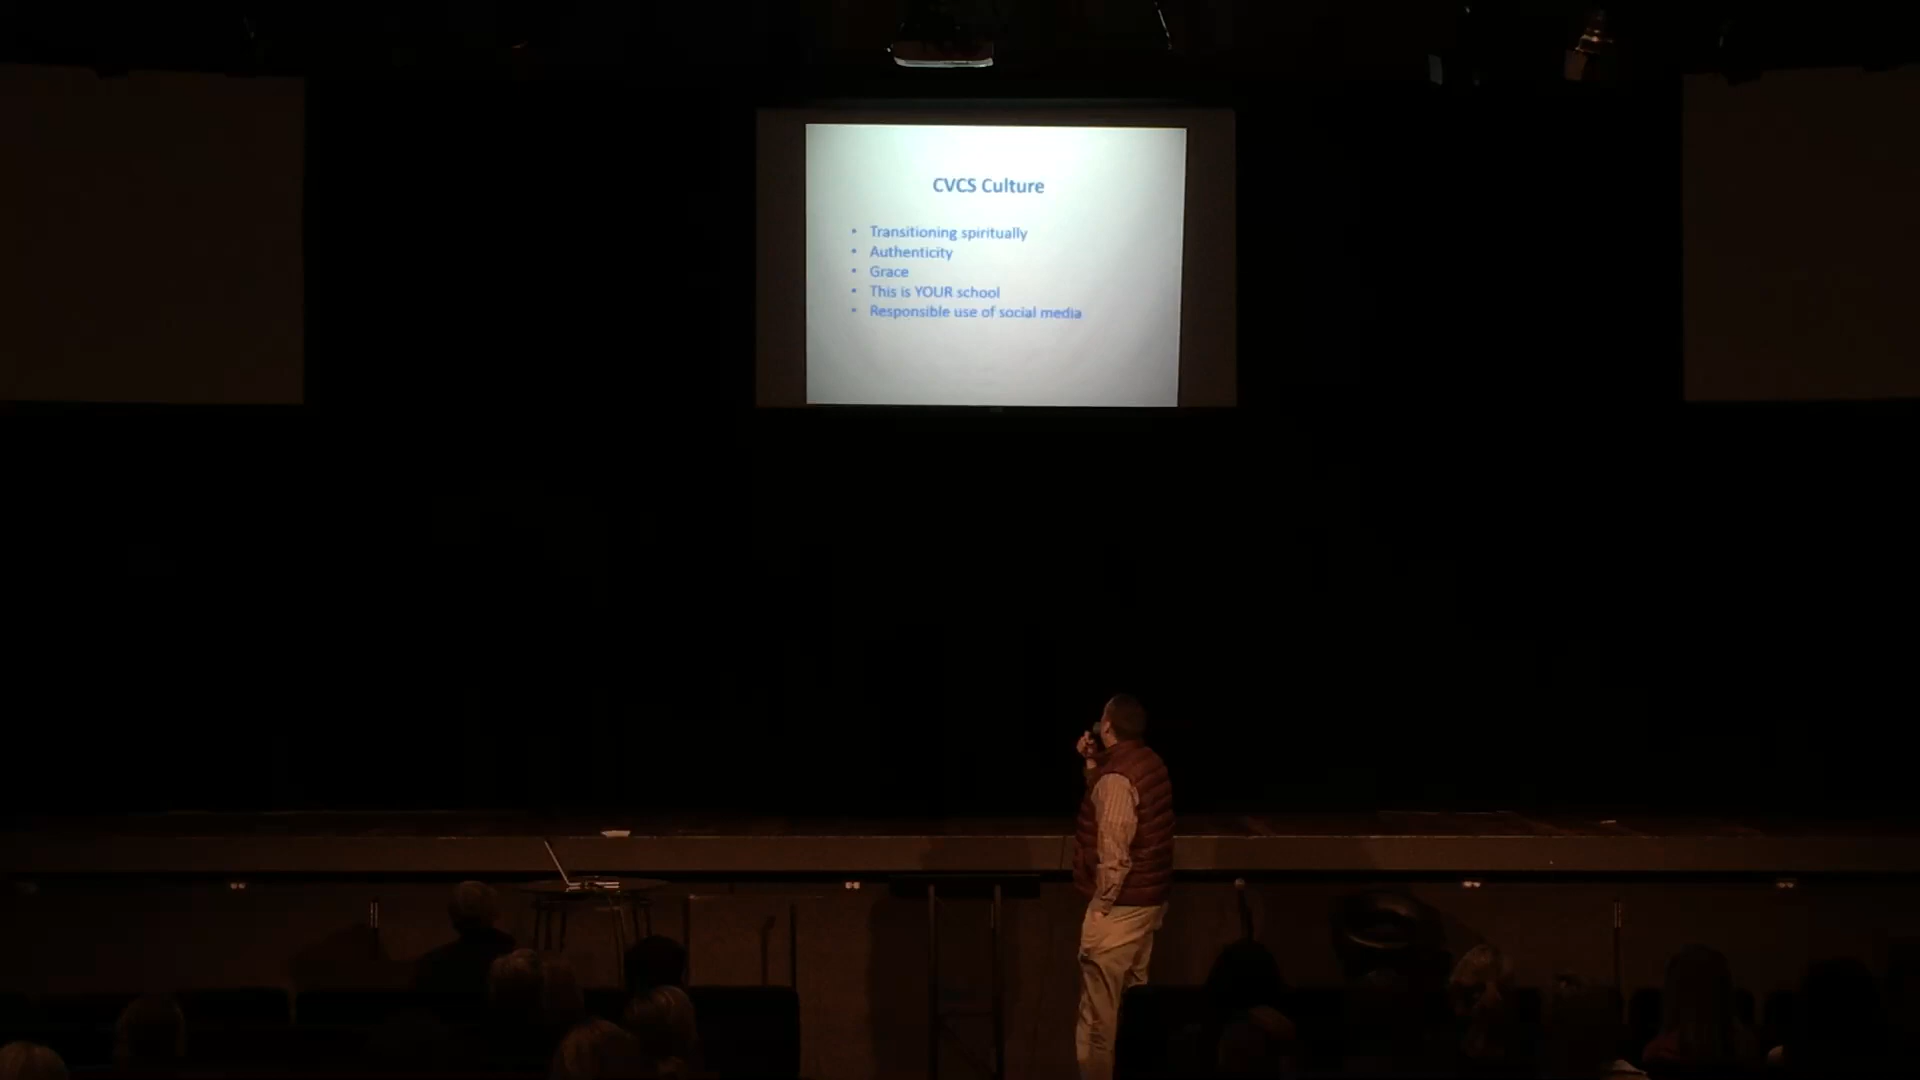 CVCS Culture
• Transitioning spiritually
• Authenticity
• Grace
• This is YOUR school
• Responsible use of social media